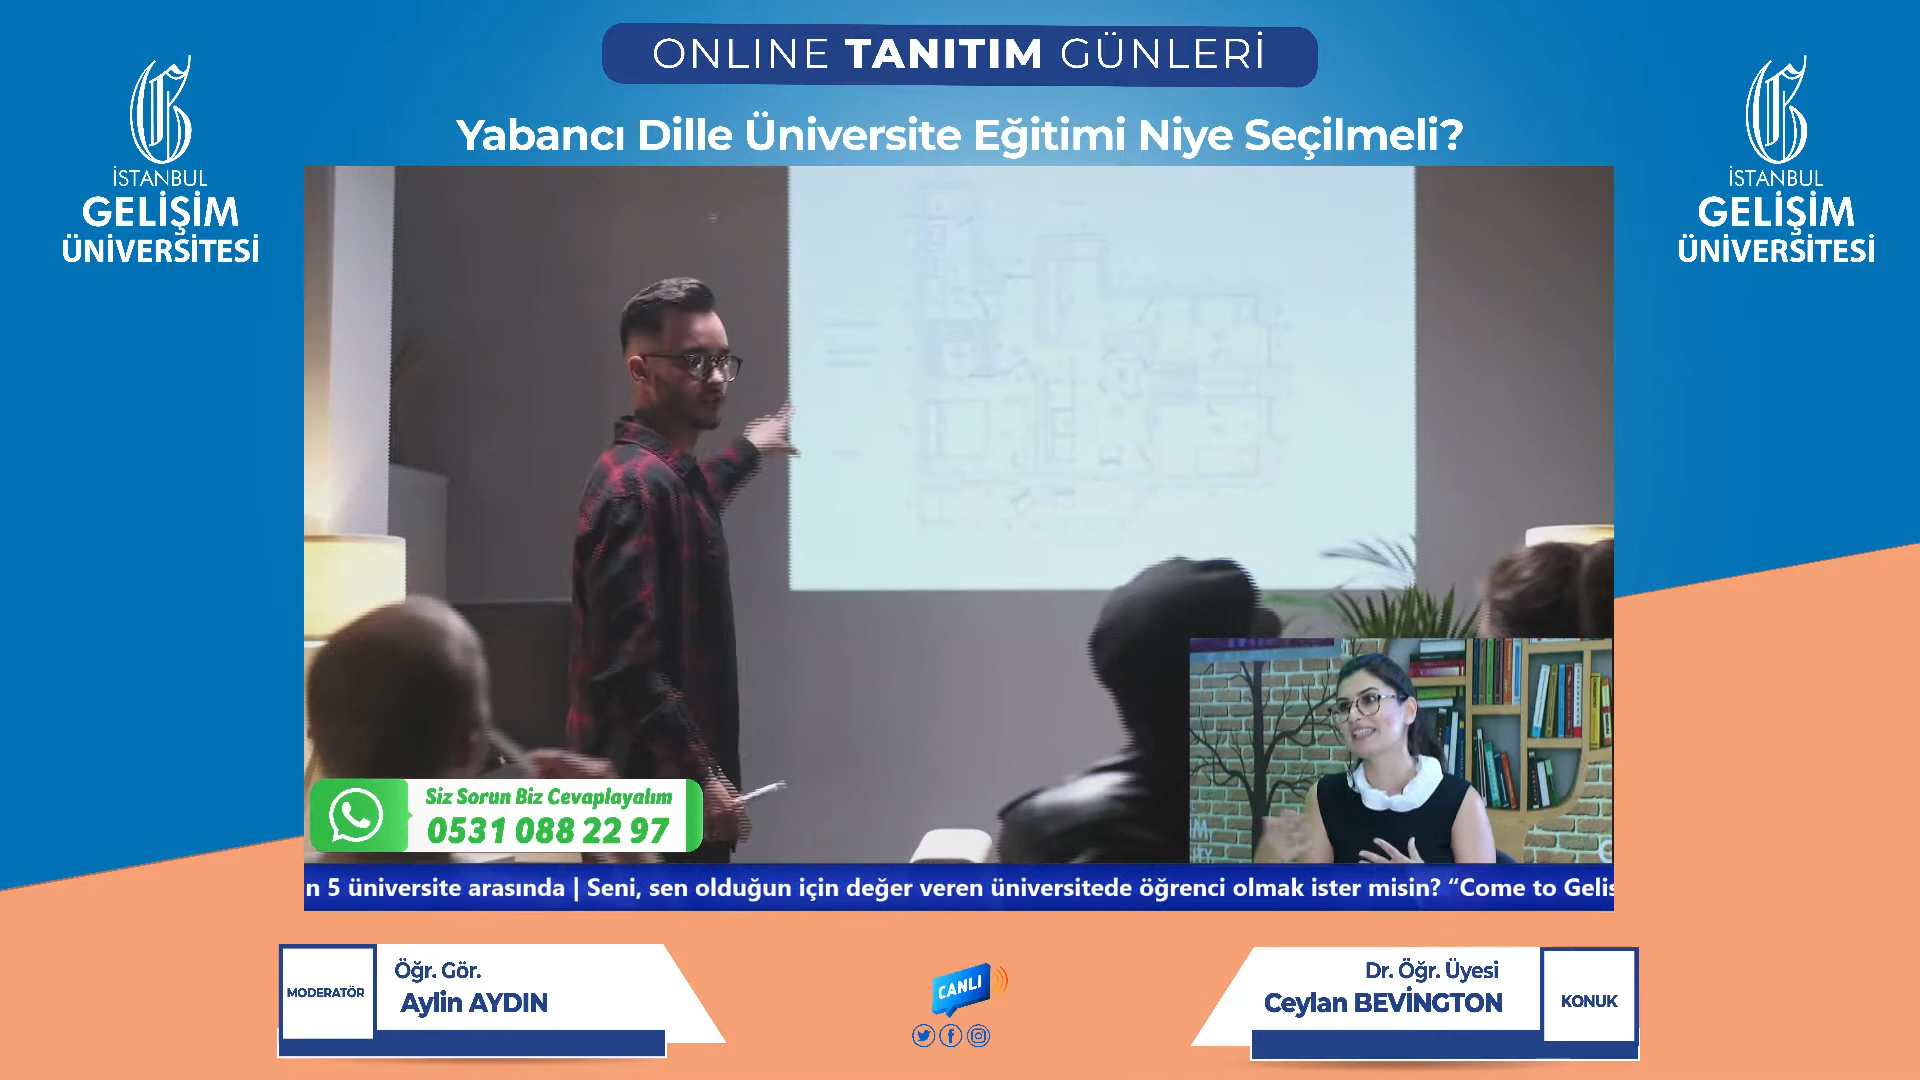 ONLINE TANITIM GÜNLERİ
Yabancı Dille Üniversite Eğitimi Niye Seçilmeli?
İSTANBUL
GELİŞİM
ÜNİVERSİTESİ
İSTANBUL
GELİŞİM
ÜNİVERSİTESİ
Siz Sorun Biz Cevaplayalım
0531 088 22 97
n 5 üniversite arasında | Seni, sen olduğun için değer veren üniversitede öğrenci olmak ister misin? “Come to Gelis
MODERATÖR
Öğr. Gör.
Aylin AYDIN
CANLI
Dr. Öğr. Üyesi
Ceylan BEVİNGTON
KONUK